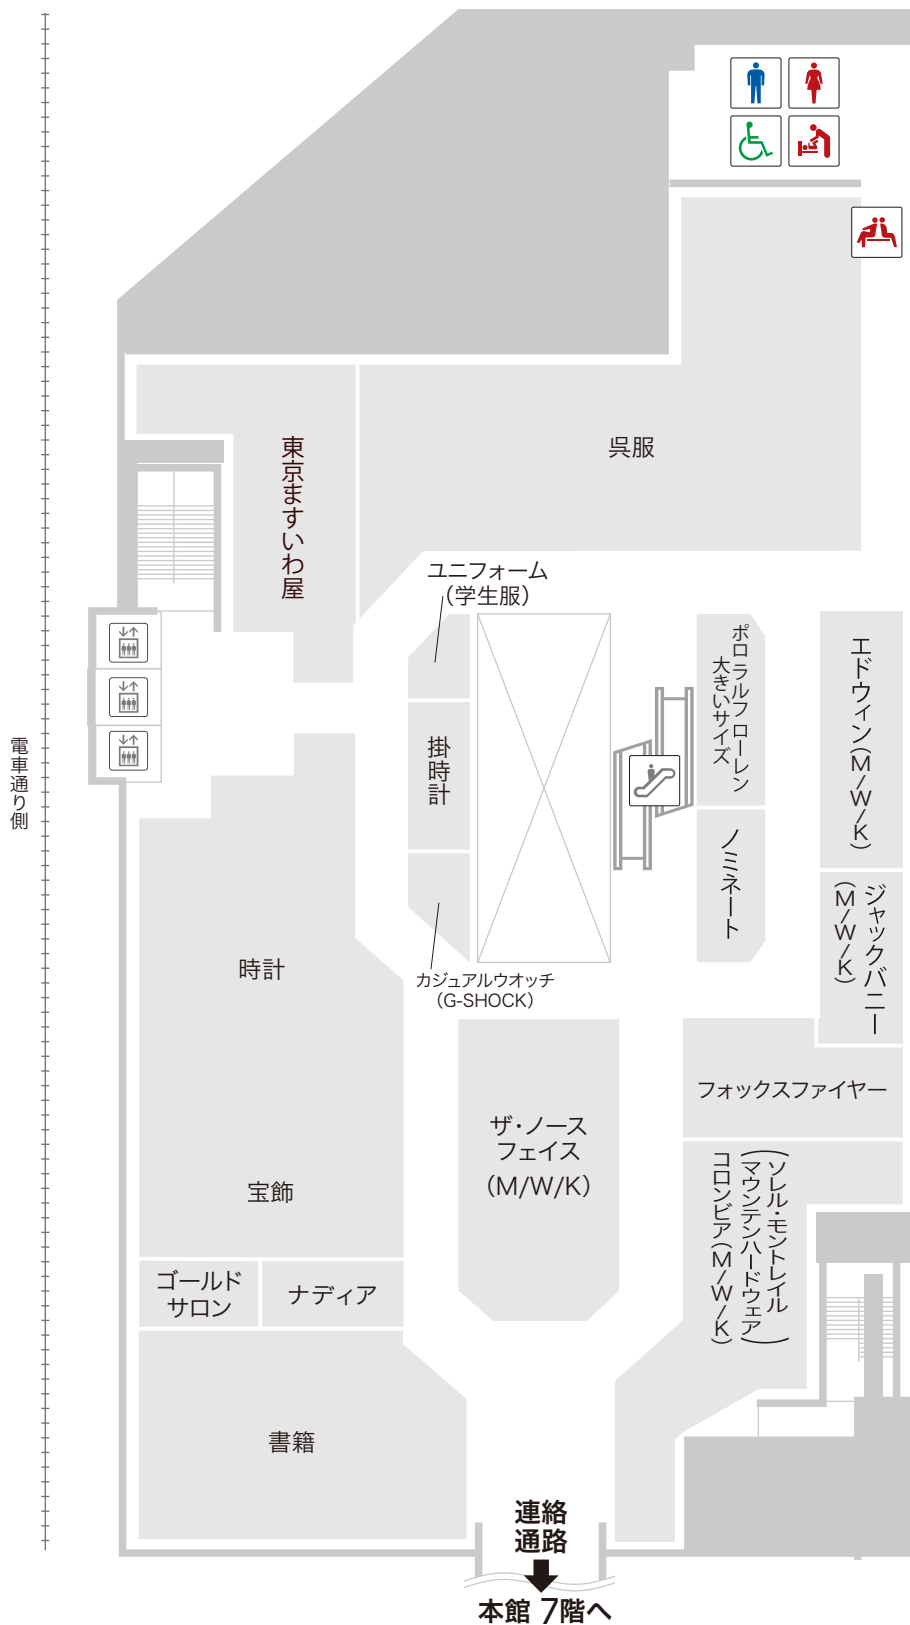 呉服
東京ますいわ屋
ユニフォーム
（学生服）
掛時計
カジュアルウオッチ
（G-SHOCK）
ポロ ラルフ ローレン
大きいサイズ
ノミネート
エドウィン（M/W/K）
ジャックバニー
（M/W/K）
電車通り側
時計
宝飾
ザ・ノース
フェイス
（M/W/K）
フォックスファイヤー
（ソレル・モントレイル
マウンテンハードウェア）
コロンビア（M/W/K）
ゴールド
サロン
ナディア
書籍
連絡
通路
本館 7階へ